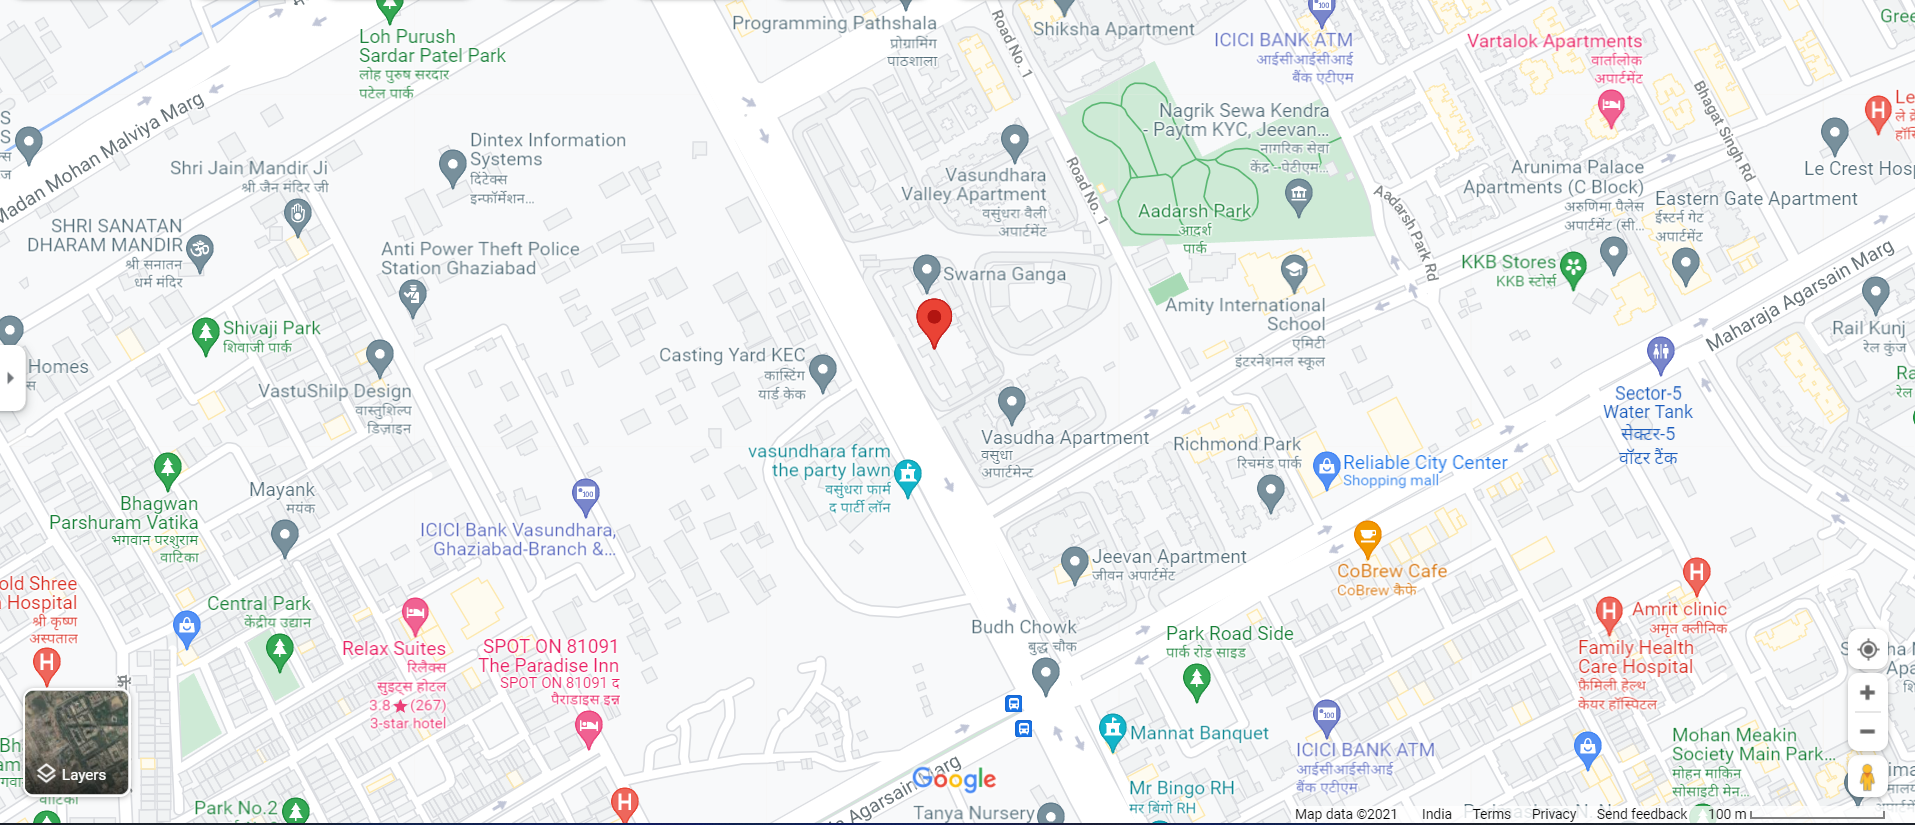 Loh Purush
Sardar Patel Park
लोह पुरुष सरदार
पटेल पार्क
Programming Pathshala
प्रोग्रामिंग
पाठशाला
Road No. 1
Shiksha Apartment
ICICI BANK ATM
आईसीआईसीआई
बैंक एटीएम
Vartalok Apartments
वार्तालोक
अपार्टमेंट
Madan Mohan Malviya Marg
Shri Jain Mandir Ji
श्री जैन मंदिर जी
Dintex Information
Systems
दिंटेक्स
इन्फॉर्मेशन...
SHRI SANATAN
DHARAM MANDIR
श्री सनातन
धर्म मंदिर
Anti Power Theft Police
Station Ghaziabad
Vasundhara
Valley Apartment
वसुंधरा वैली
अपार्टमेंट
Road No. 1
Nagrik Sewa Kendra
- Paytm KYC, Jeevan...
नागरिक सेवा
केंद्र - पेटीएम...
Aadarsh Park
आदर्श
पार्क
Aadarsh Park Rd
Bhagat Singh Rd
Arunima Palace
Apartments (C Block)
अरुणिमा पैलेस
अपार्टमेंट (सी...
Le Crest Hosp
Eastern Gate Apartment
ईस्टर्न गेट
अपार्टमेंट
KKB Stores
KKB स्टोर्स
Swarna Ganga
Amity International
School
एमिटी
इंटरनेशनल स्कूल
Maharaja Agarsain Marg
Rail Kunj
रेल कुंज
Shivaji Park
शिवाजी पार्क
Homes
VastuShilp Design
वास्तुशिल्प
डिज़ाइन
Casting Yard KEC
कास्टिंग
यार्ड केक
Sector-5
Water Tank
सेक्टर-5
वॉटर टैंक
Vasudha Apartment
वसुधा
अपार्टमेन्ट
Richmond Park
रिचमंड पार्क
Reliable City Center
Shopping mall
vasundhara farm
the party lawn
वसुंधरा फार्म
द पार्टी लॉन
Bhagwan
Parshuram Vatika
भगवान परशुराम
वाटिका
Mayank
मयंक
ICICI Bank Vasundhara,
Ghaziabad-Branch &...
Jeevan Apartment
जीवन अपार्टमेंट
CoBrew Cafe
CoBrew कैफे
old Shree
Hospital
श्री कृष्ण
अस्पताल
Central Park
केंद्रीय उद्यान
Relax Suites
रिलैक्स
सुइट्स होटल
3.8★(267)
3-star hotel
SPOT ON 81091
The Paradise Inn
SPOT ON 81091 द
पैराडाइस इन्न
Budh Chowk
बुद्ध चौक
Park Road Side
पार्क रोड साइड
Amrit clinic
अमृत क्लीनिक
Family Health
Care Hospital
फ़ैमिली हेल्थ
केयर हॉस्पिटल
Mannat Banquet
ICICI BANK ATM
आईसीआईसीआई
बैंक एटीएम
Mohan Meakin
Society Main Park...
मोहन माकिन
सोसाइटी मेन...
Layers
वाटिका
Park No.2
Agarsain Marg
Google
Tanya Nursery
Mr Bingo RH
मर बिंगो RH
Map data ©2021 India Terms Privacy Send feedback 100 m